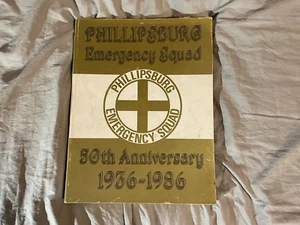 PHILLIPSBURG
Emergency Squad
PHILLIPSBURG
EMERGENCY SQUAD
50th Anniversary
1936-1986